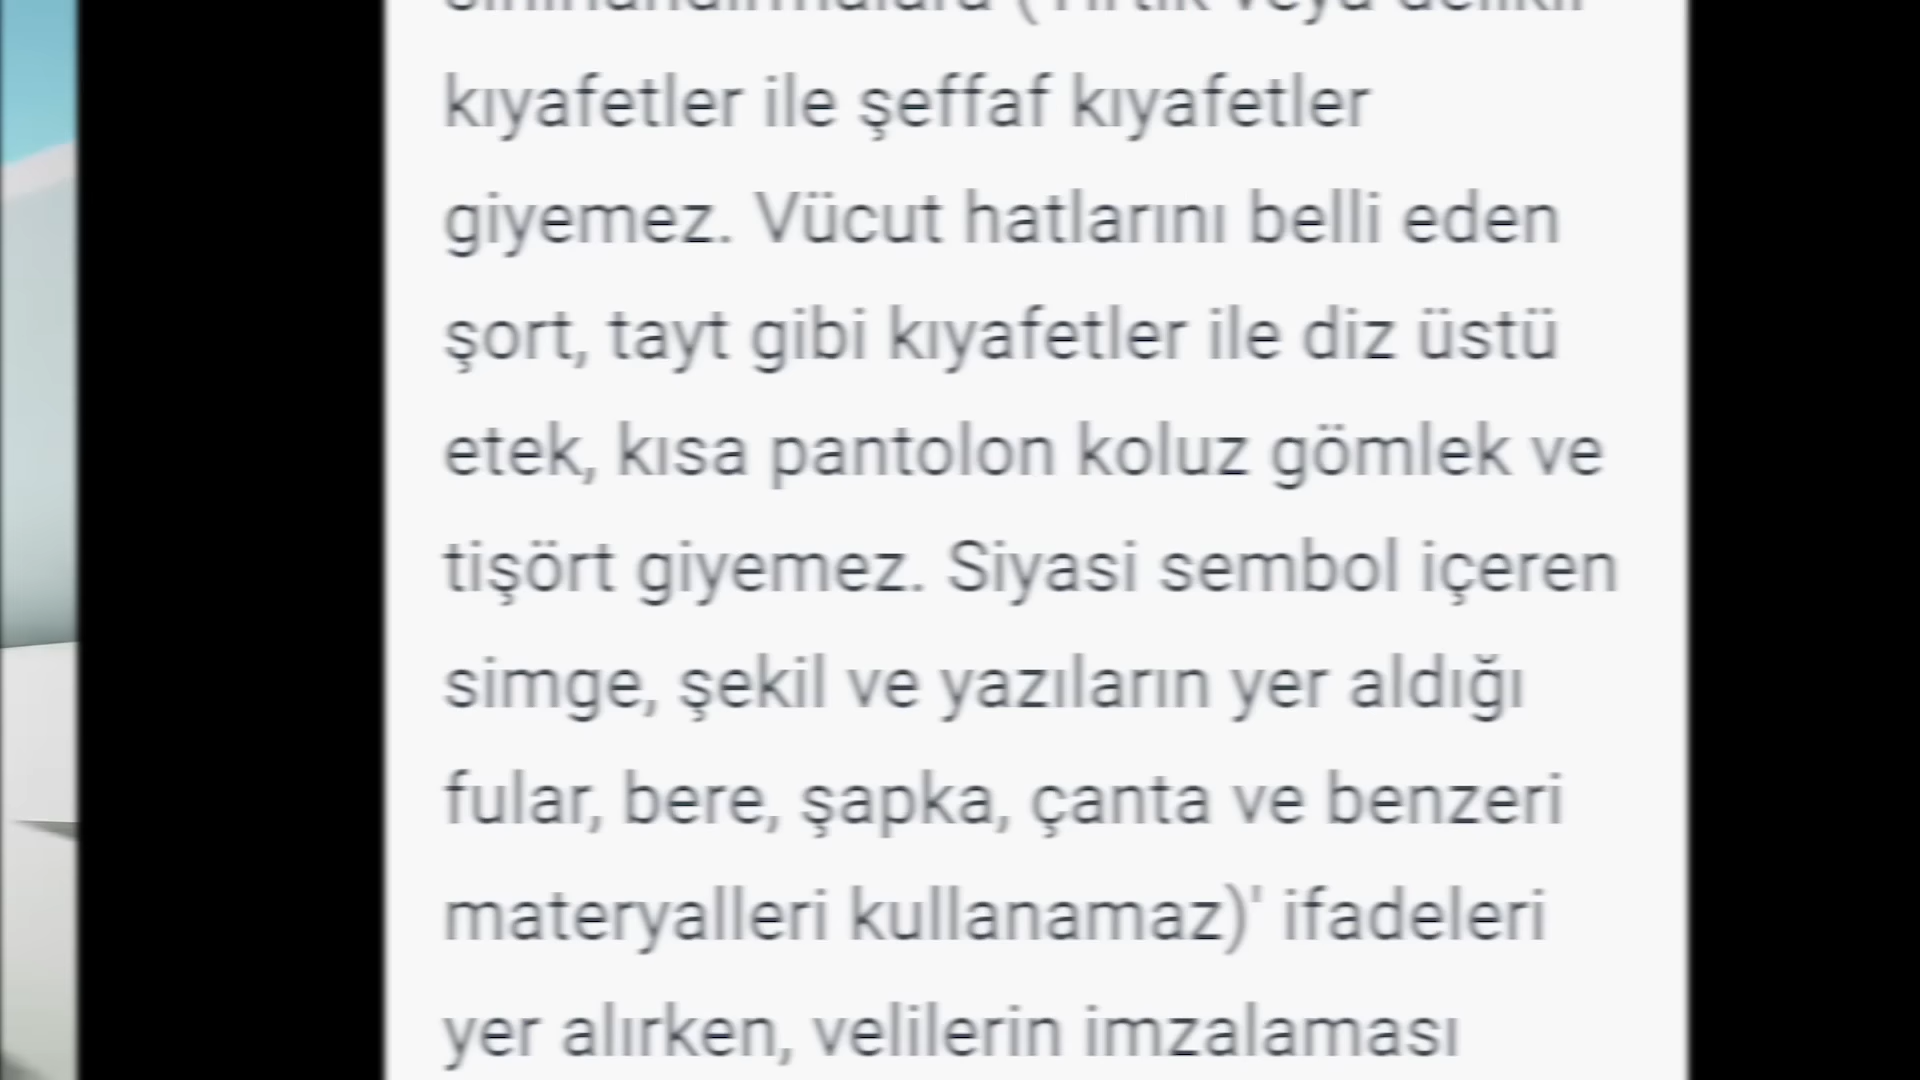 kıyafetler ile şeffaf kıyafetler
giyemez. Vücut hatlarını belli eden
şort, tayt gibi kıyafetler ile diz üstü
etek, kısa pantolon koluz gömlek ve
tişört giyemez. Siyasi sembol içeren
simge, şekil ve yazıların yer aldığı
fular, bere, şapka, çanta ve benzeri
materyalleri kullanamaz)' ifadeleri
yer alırken, velilerin imzalaması